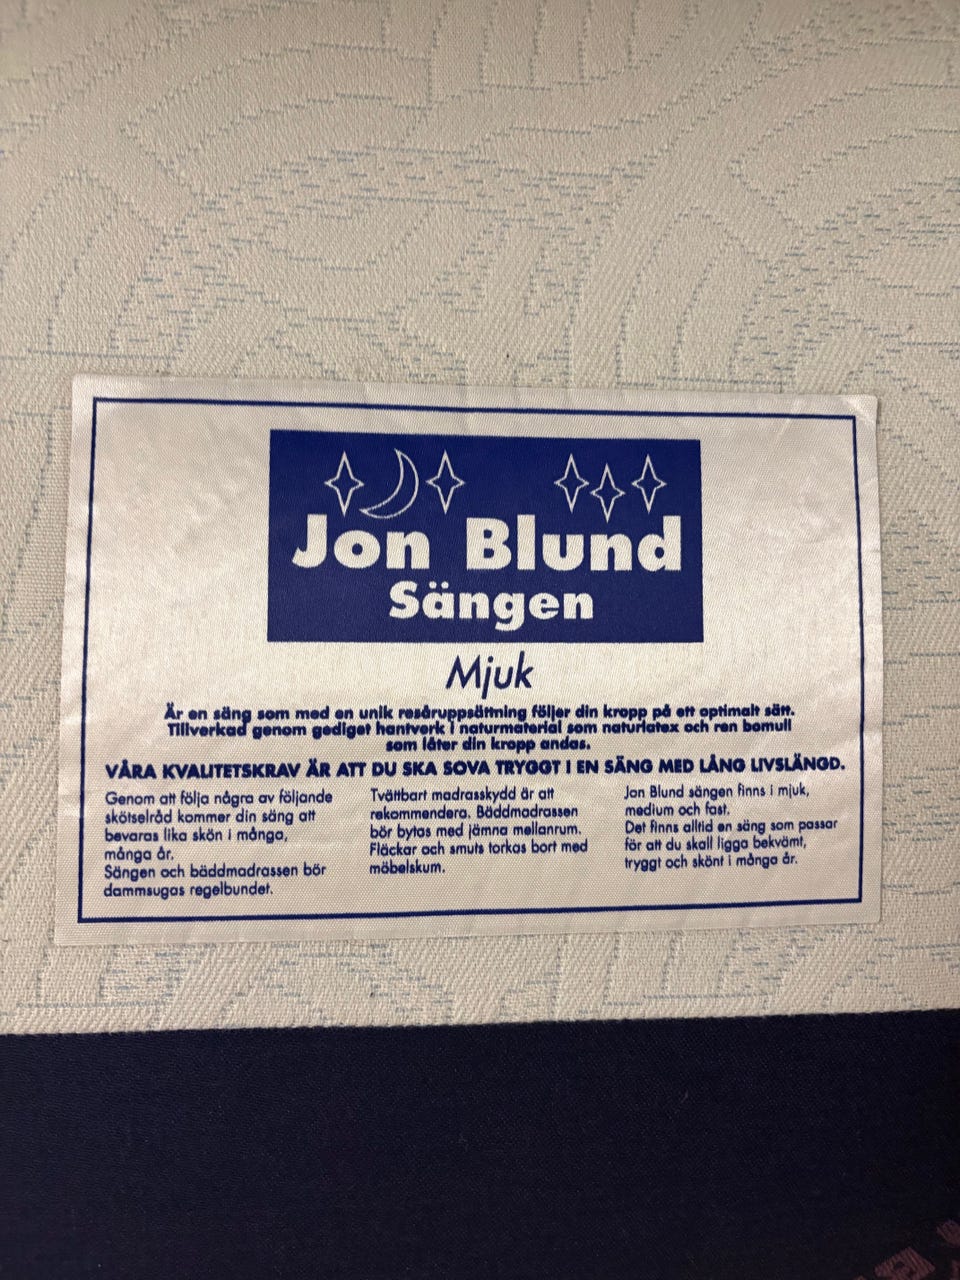 Jon Blund
Sängen
Mjuk
Är en säng som med en unik resåruppsättning följer din kropp på ett optimalt sätt.
Tillverkad genom gediget hantverk i naturmaterial som naturlatex och ren bomull
som låter din kropp andas.
VÅRA KVALITETSKRAV ÄR ATT DU SKA SOVA TRYGGT I EN SÄNG MED LÅNG LIVSLÄNGD.
Genom att följa några av följande
skötselråd kommer din säng att
bevaras lika skön i många,
många år.
Sängen och bäddmadrassen bör
dammsugas regelbundet.
Tvättbart madrasskydd är att
rekommendera. Bäddmadrassen
bör bytas med jämna mellanrum.
Fläckar och smuts torkas bort med
möbelskum.
Jon Blund sängen finns i mjuk,
medium och fast.
Det finns alltid en säng som passar
för att du skall ligga bekvämt,
tryggt och skönt i många år.